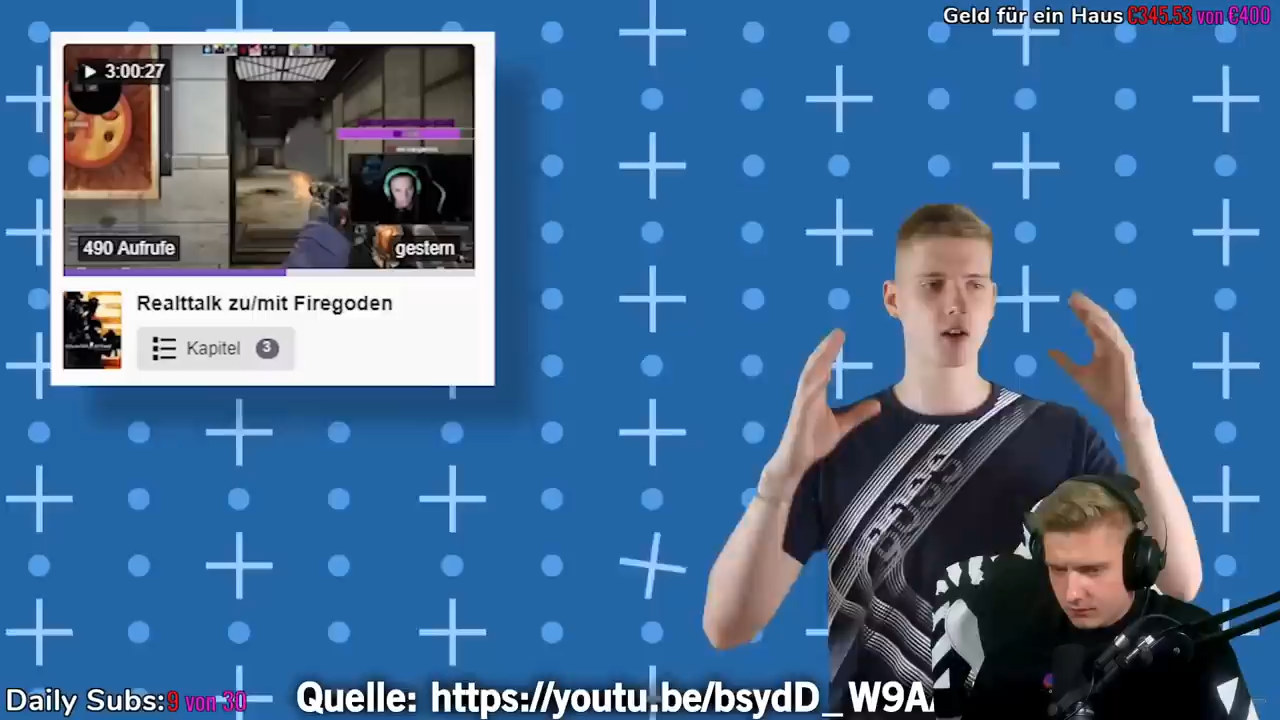 Geld für ein Haus €345.53 von €400
3:00:27
490 Aufrufe
gestern
Realttalk zu/mit Firegoden
Kapitel 3
Daily Subs:9 von 30
Quelle: https://youtu.be/bsydD_W9A